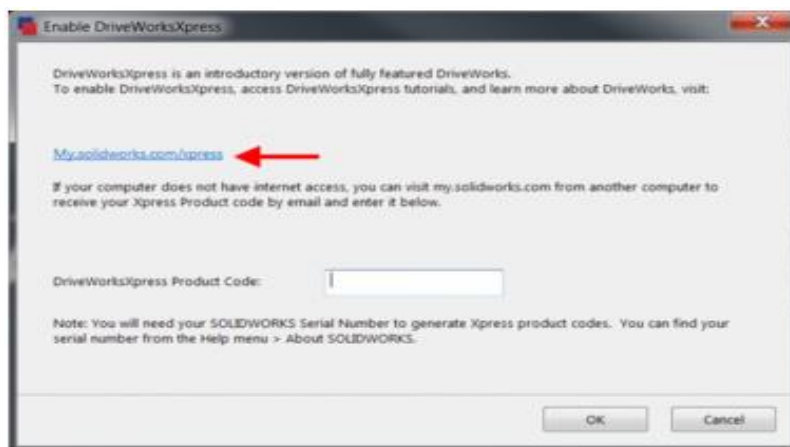 Enable DriveWorksXpress
DriveWorksXpress is an introductory version of fully featured DriveWorks.
To enable DriveWorksXpress, access DriveWorksXpress tutorials, and learn more about DriveWorks, visit:
My.solidworks.com/xpress
If your computer does not have internet access, you can visit my.solidworks.com from another computer to
receive your Xpress Product code by email and enter it below.
DriveWorksXpress Product Code:
Note: You will need your SOLIDWORKS Serial Number to generate Xpress product codes.  You can find your
serial number from the Help menu > About SOLIDWORKS.
OK Cancel